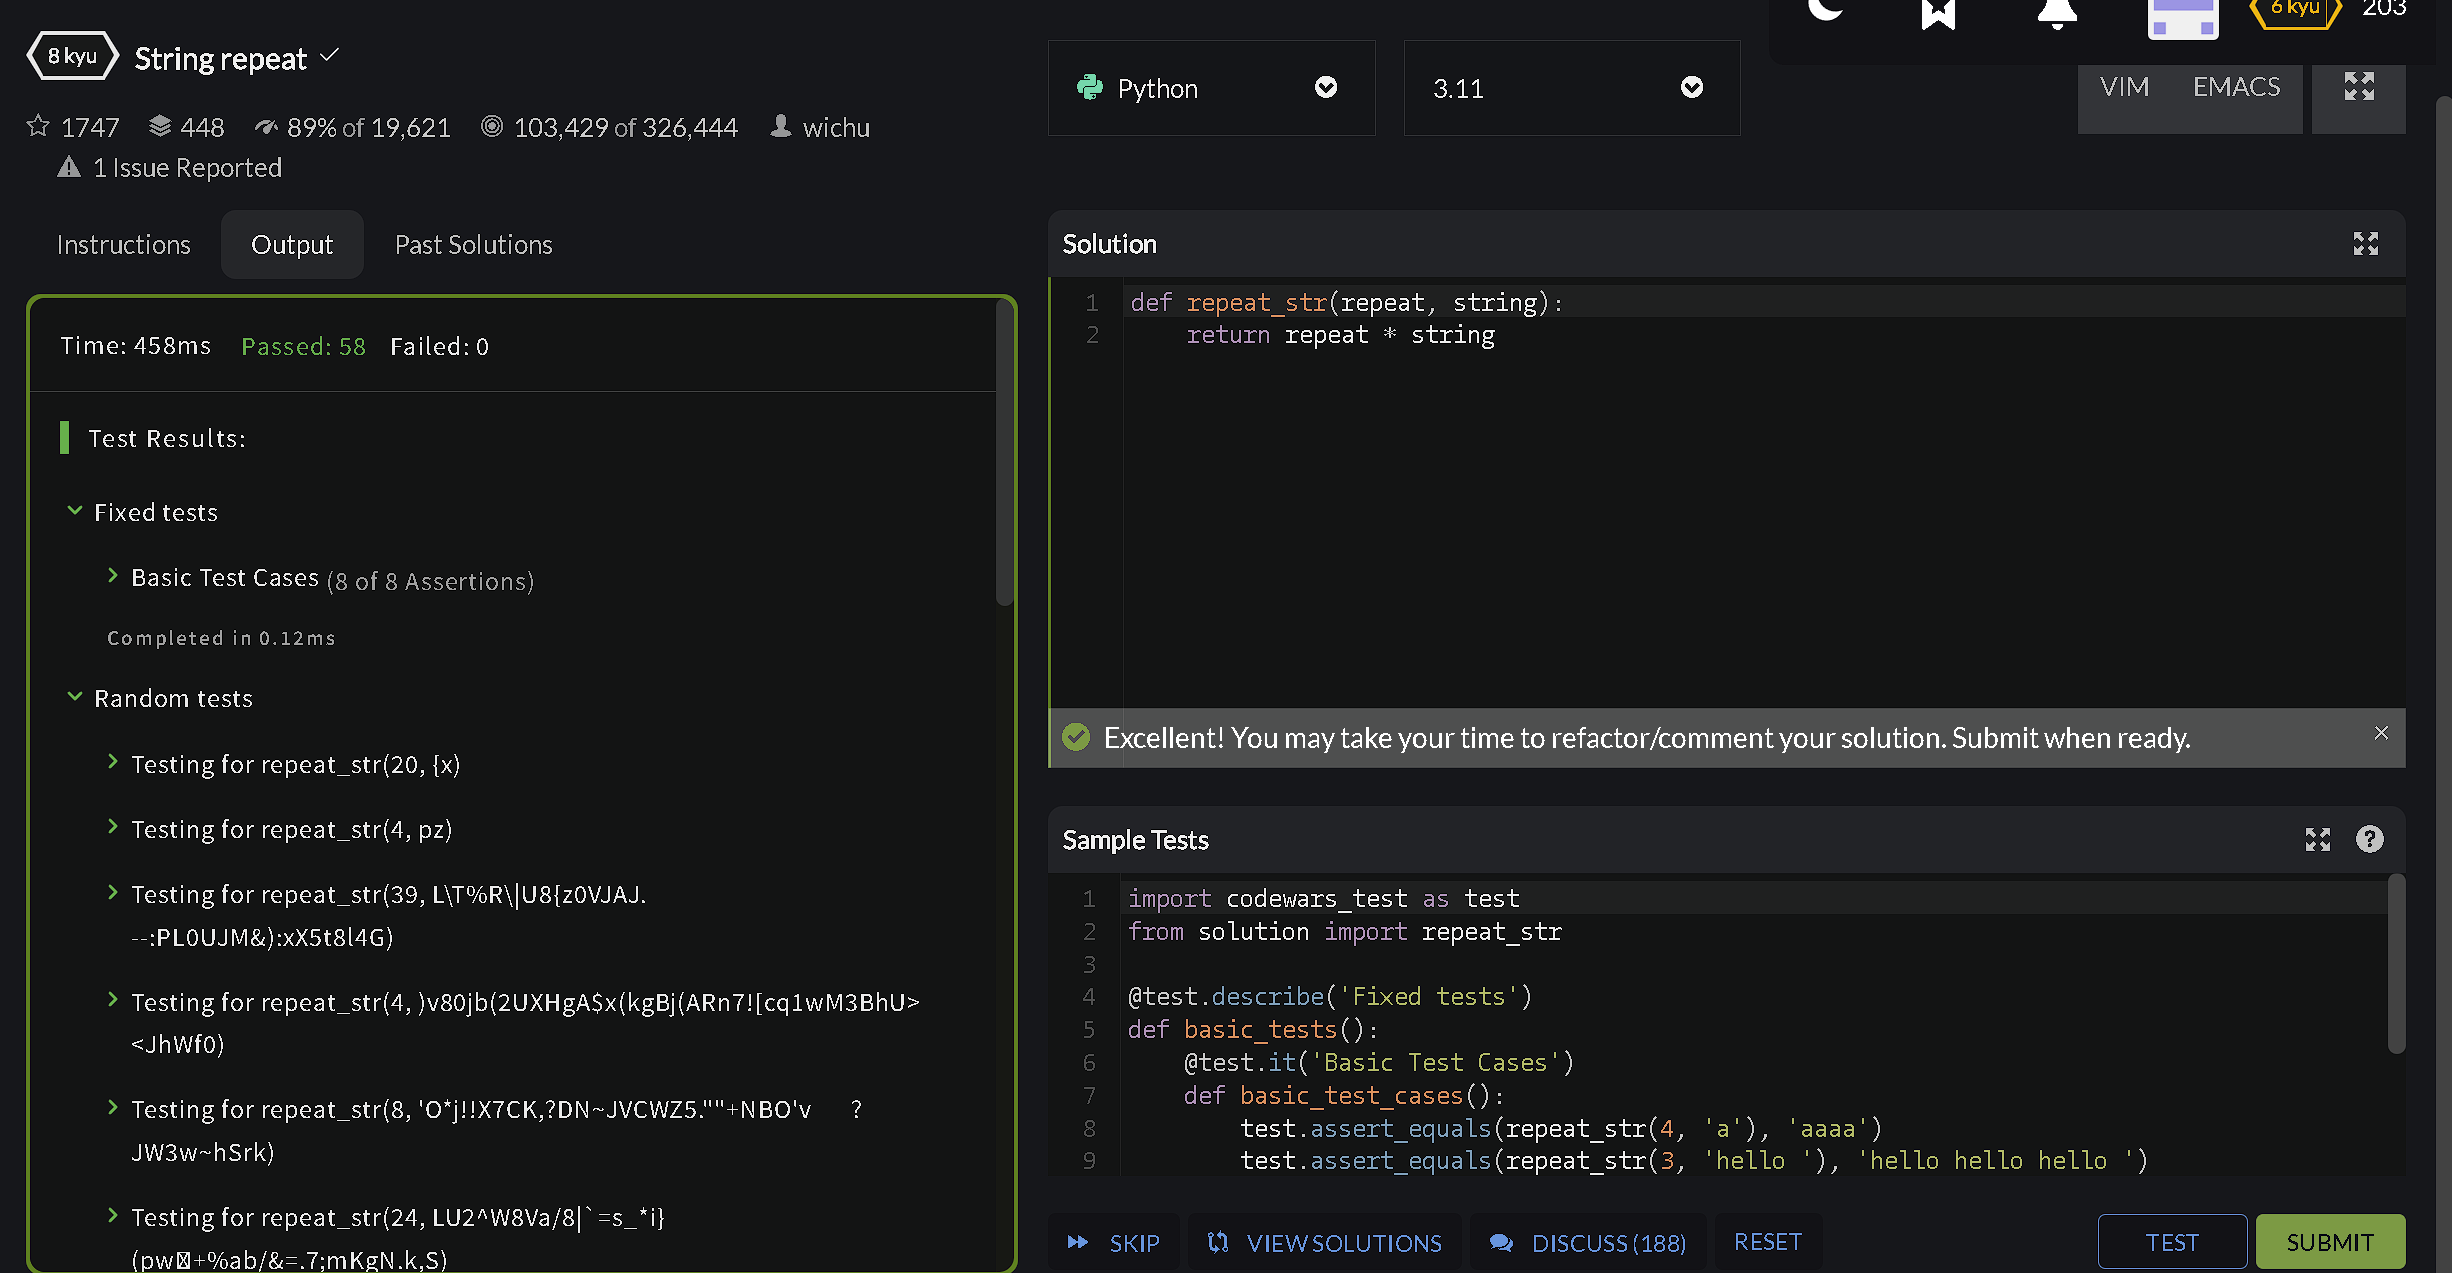 8 kyu String repeat
1747 448 89% of 19,621 103,429 of 326,444 wichu
1 Issue Reported
Instructions Output Past Solutions
Time: 458ms Passed: 58 Failed: 0
Test Results:
Fixed tests
Basic Test Cases (8 of 8 Assertions)
Completed in 0.12ms
Random tests
Testing for repeat_str(20, {x)
Testing for repeat_str(4, pz)
Testing for repeat_str(39, L\T%R\|U8{z0VJAJ.
--:PL0UJM&):xX5t8l4G)
Testing for repeat_str(4, )v80jb(2UXHgA$x(kgBj(ARn7![cq1wM3BhU>
<JhWf0)
Testing for repeat_str(8, 'O*j!!X7CK,?DN~JVCWZ5.""+NBO'v ?
JW3w~hSrk)
Testing for repeat_str(24, LU2^W8Va/8|`=s_*i}
(pw+%ab/&=.7;mKgN.k,S)
6 kyu 203
Python 3.11 VIM EMACS
Solution
1 def repeat_str(repeat, string):
2 return repeat * string
Excellent! You may take your time to refactor/comment your solution. Submit when ready.
Sample Tests
1 import codewars_test as test
2 from solution import repeat_str
3
4 @test.describe('Fixed tests')
5 def basic_tests():
6 @test.it('Basic Test Cases')
7 def basic_test_cases():
8 test.assert_equals(repeat_str(4, 'a'), 'aaaa')
9 test.assert_equals(repeat_str(3, 'hello '), 'hello hello hello ')
SKIP VIEW SOLUTIONS DISCUSS (188) RESET TEST SUBMIT